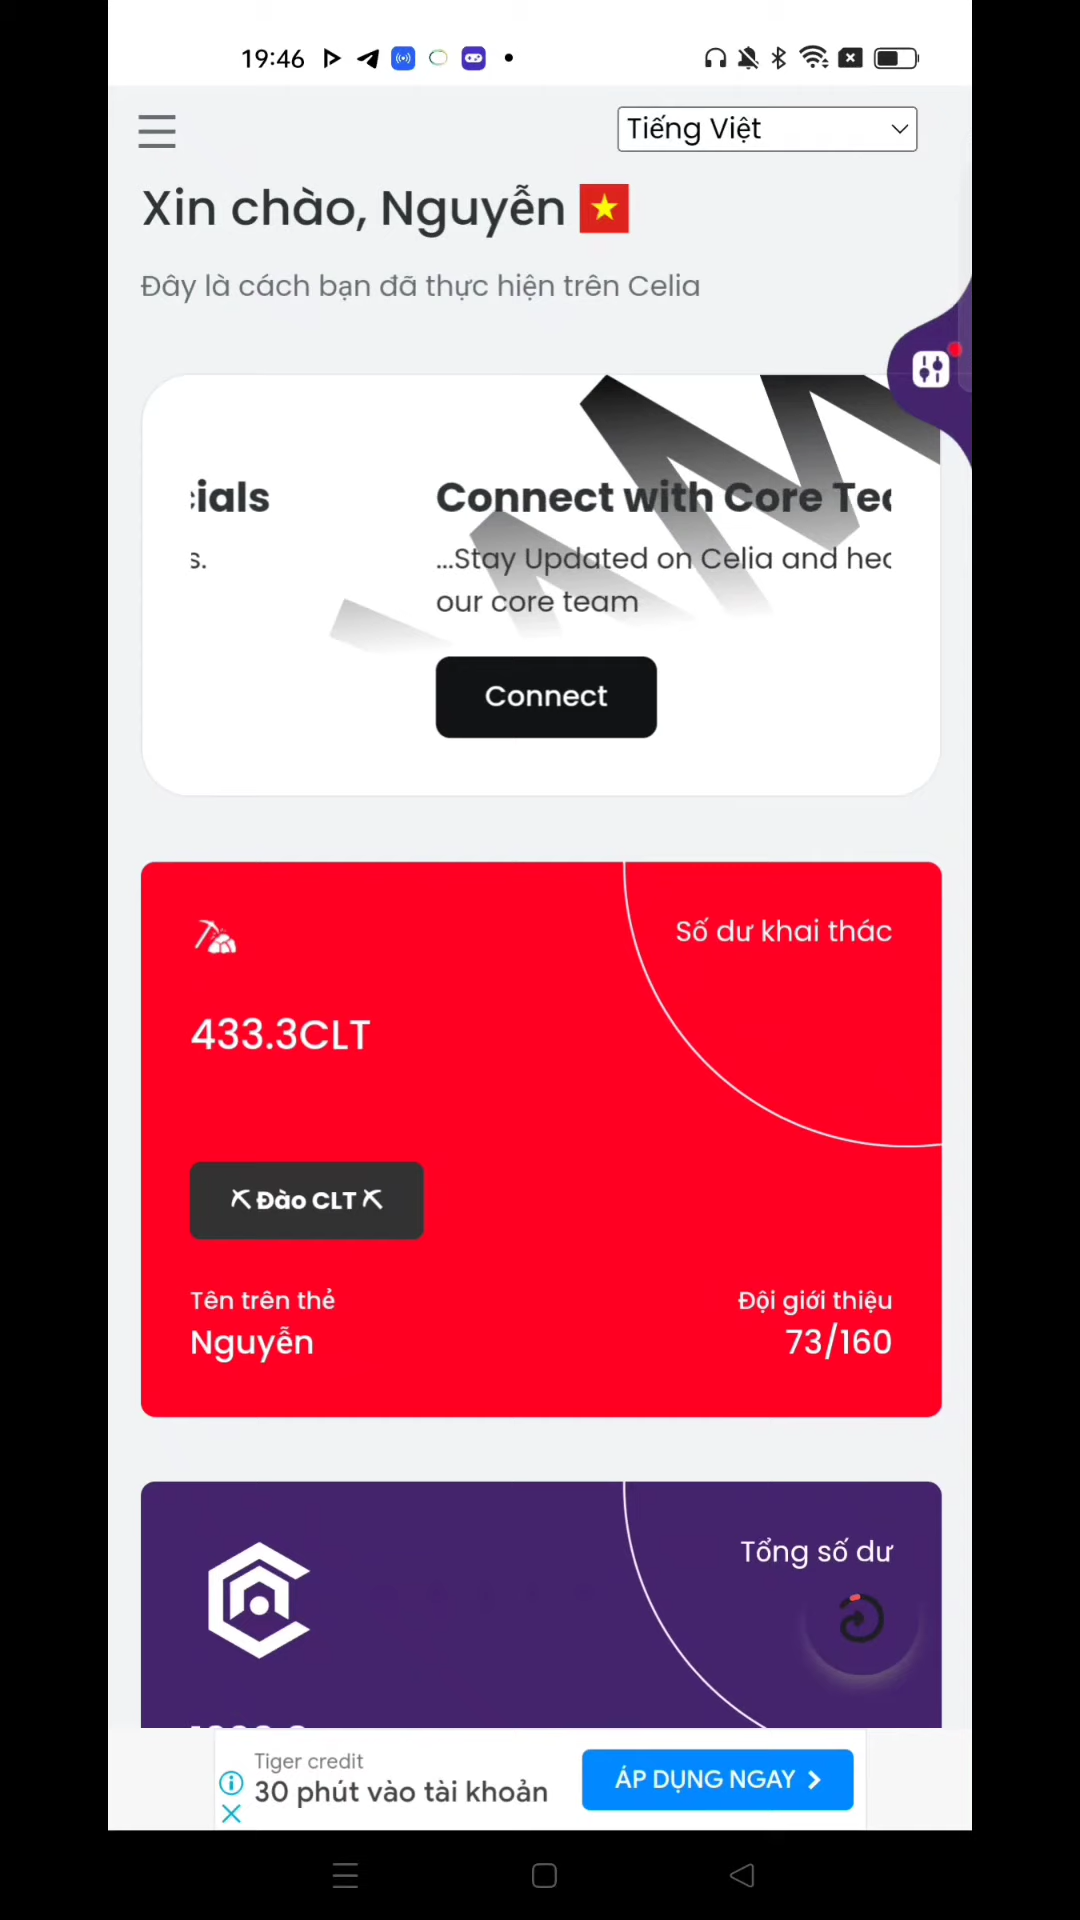 19:46
Tiếng Việt
Xin chào, Nguyễn
Đây là cách bạn đã thực hiện trên Celia
cials
Connect with Core Tea
s.
...Stay Updated on Celia and hea
our core team
Connect
Số dư khai thác
433.3CLT
Đào CLT
Tên trên thẻ
Đội giới thiệu
Nguyễn
73/160
Tổng số dư
Tiger credit
30 phút vào tài khoản
ÁP DỤNG NGAY